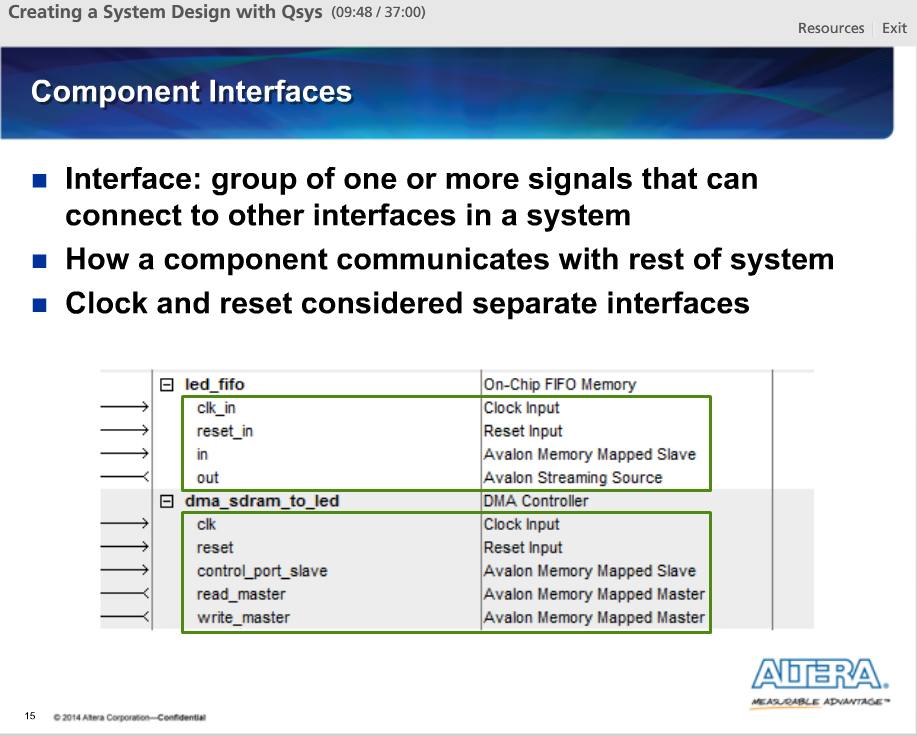 Creating a System Design with Qsys (09:48 / 37:00)
Resources Exit
Component Interfaces
Interface: group of one or more signals that can
connect to other interfaces in a system
How a component communicates with rest of system
Clock and reset considered separate interfaces
led_fifo On-Chip FIFO Memory
clk_in Clock Input
reset_in Reset Input
in Avalon Memory Mapped Slave
out Avalon Streaming Source
dma_sdram_to_led DMA Controller
clk Clock Input
reset Reset Input
control_port_slave Avalon Memory Mapped Slave
read_master Avalon Memory Mapped Master
write_master Avalon Memory Mapped Master
ALTERA.
MEASURABLE ADVANTAGE™
15 © 2014 Altera Corporation—Confidential